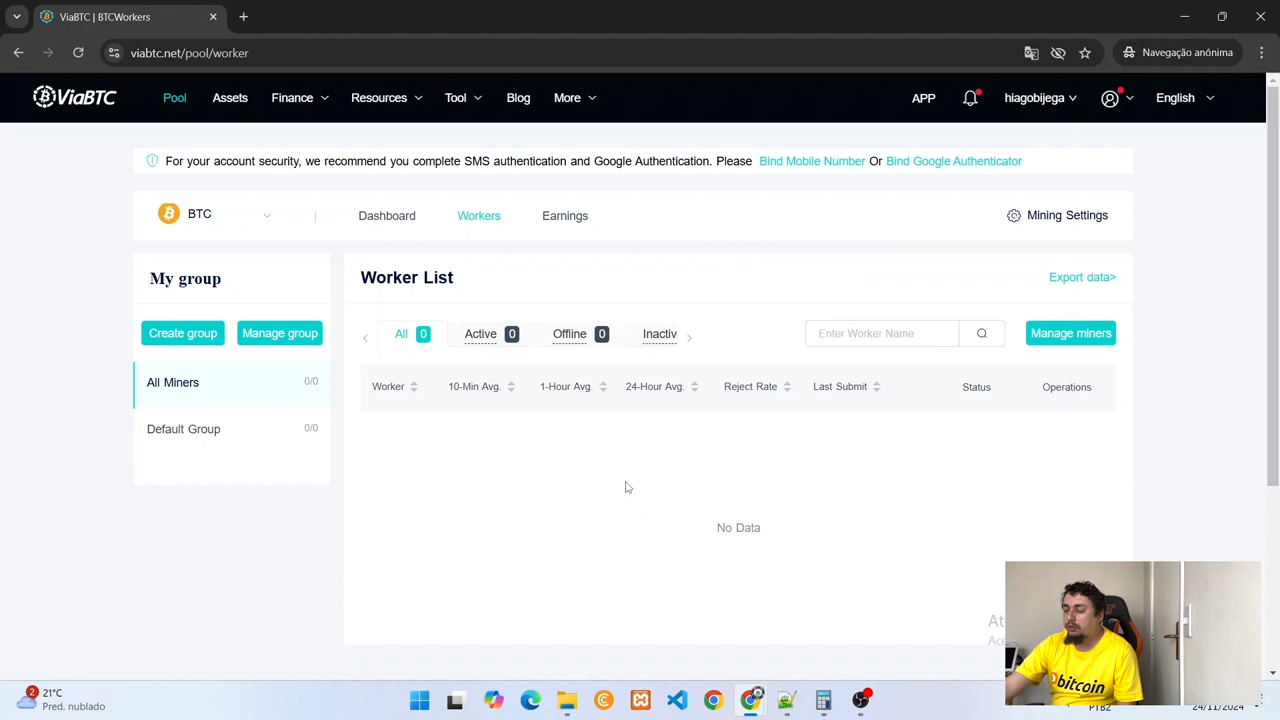 ViaBTC | BTCWorkers
viabtc.net/pool/worker
Navegação anónima
ViaBTC
Pool
Assets
Finance
Resources
Tool
Blog
More
APP
hiagobijega
English
For your account security, we recommend you complete SMS authentication and Google Authentication. Please Bind Mobile Number Or Bind Google Authenticator
BTC
Dashboard
Workers
Earnings
Mining Settings
My group
Create group
Manage group
All Miners 0/0
Default Group 0/0
Worker List
Export data>
All 0
Active 0
Offline 0
Inactiv
Enter Worker Name
Manage miners
Worker
10-Min Avg.
1-Hour Avg.
24-Hour Avg.
Reject Rate
Last Submit
Status
Operations
No Data
At
bitcoin
2
21°C
Pred. nublado
PTB2
24/11/2024